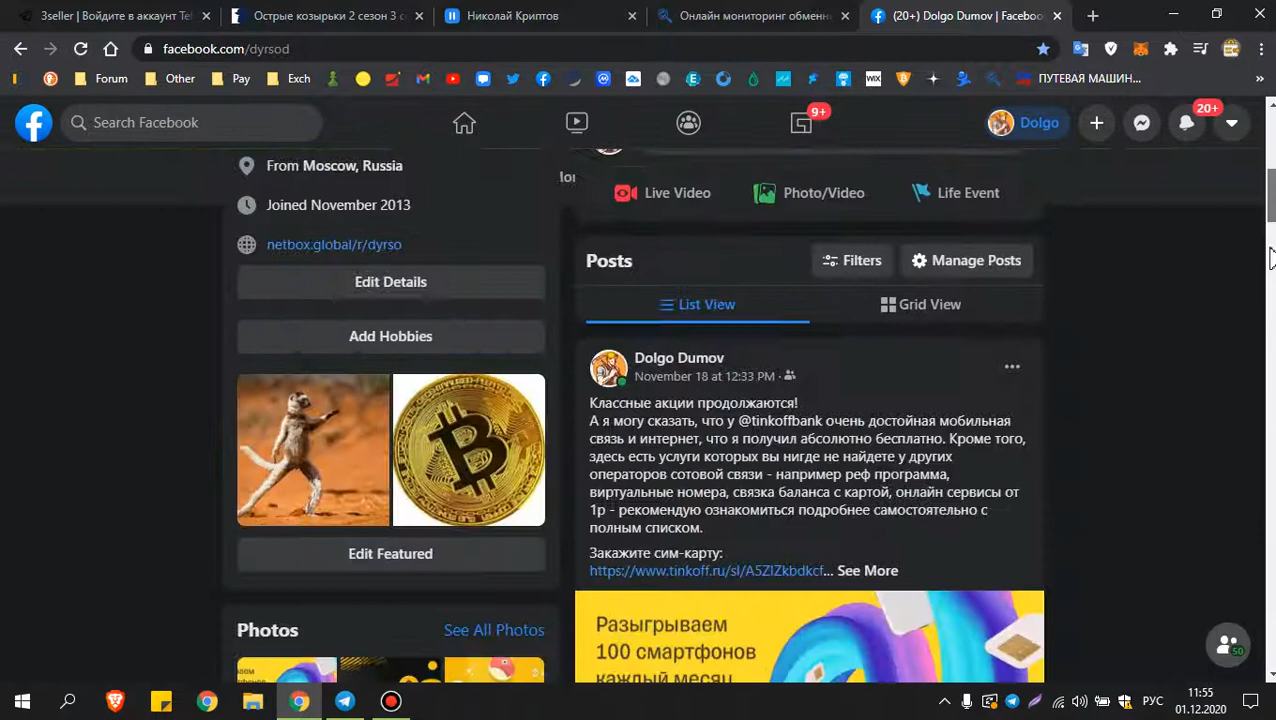 3seller | Войдите в аккаунт Tel
Острые козырьки 2 сезон 3 с
Николай Криптов
Онлайн мониторинг обменн
(20+) Dolgo Dumov | Faceboo
facebook.com/dyrsod
Forum
Other
Pay
Exch
WIX
ПУТЕВАЯ МАШИН...
»
Search Facebook
9+
Dolgo
20+
From Moscow, Russia
Joined November 2013
netbox.global/r/dyrso
Edit Details
Add Hobbies
Edit Featured
Photos
See All Photos
Live Video
Photo/Video
Life Event
Posts
Filters
Manage Posts
List View
Grid View
Dolgo Dumov
November 18 at 12:33 PM ·
Классные акции продолжаются!
А я могу сказать, что у @tinkoffbank очень достойная мобильная
связь и интернет, что я получил абсолютно бесплатно. Кроме того,
здесь есть услуги которых вы нигде не найдете у других
операторов сотовой связи - например реф программа,
виртуальные номера, связка баланса с картой, онлайн сервисы от
1р - рекомендую ознакомиться подробнее самостоятельно с
полным списком.
Закажите сим-карту:
https://www.tinkoff.ru/sl/A5ZlZkbdkcf... See More
Разыгрываем
100 смартфонов
каждый месяц
50
РУС
11:55
01.12.2020